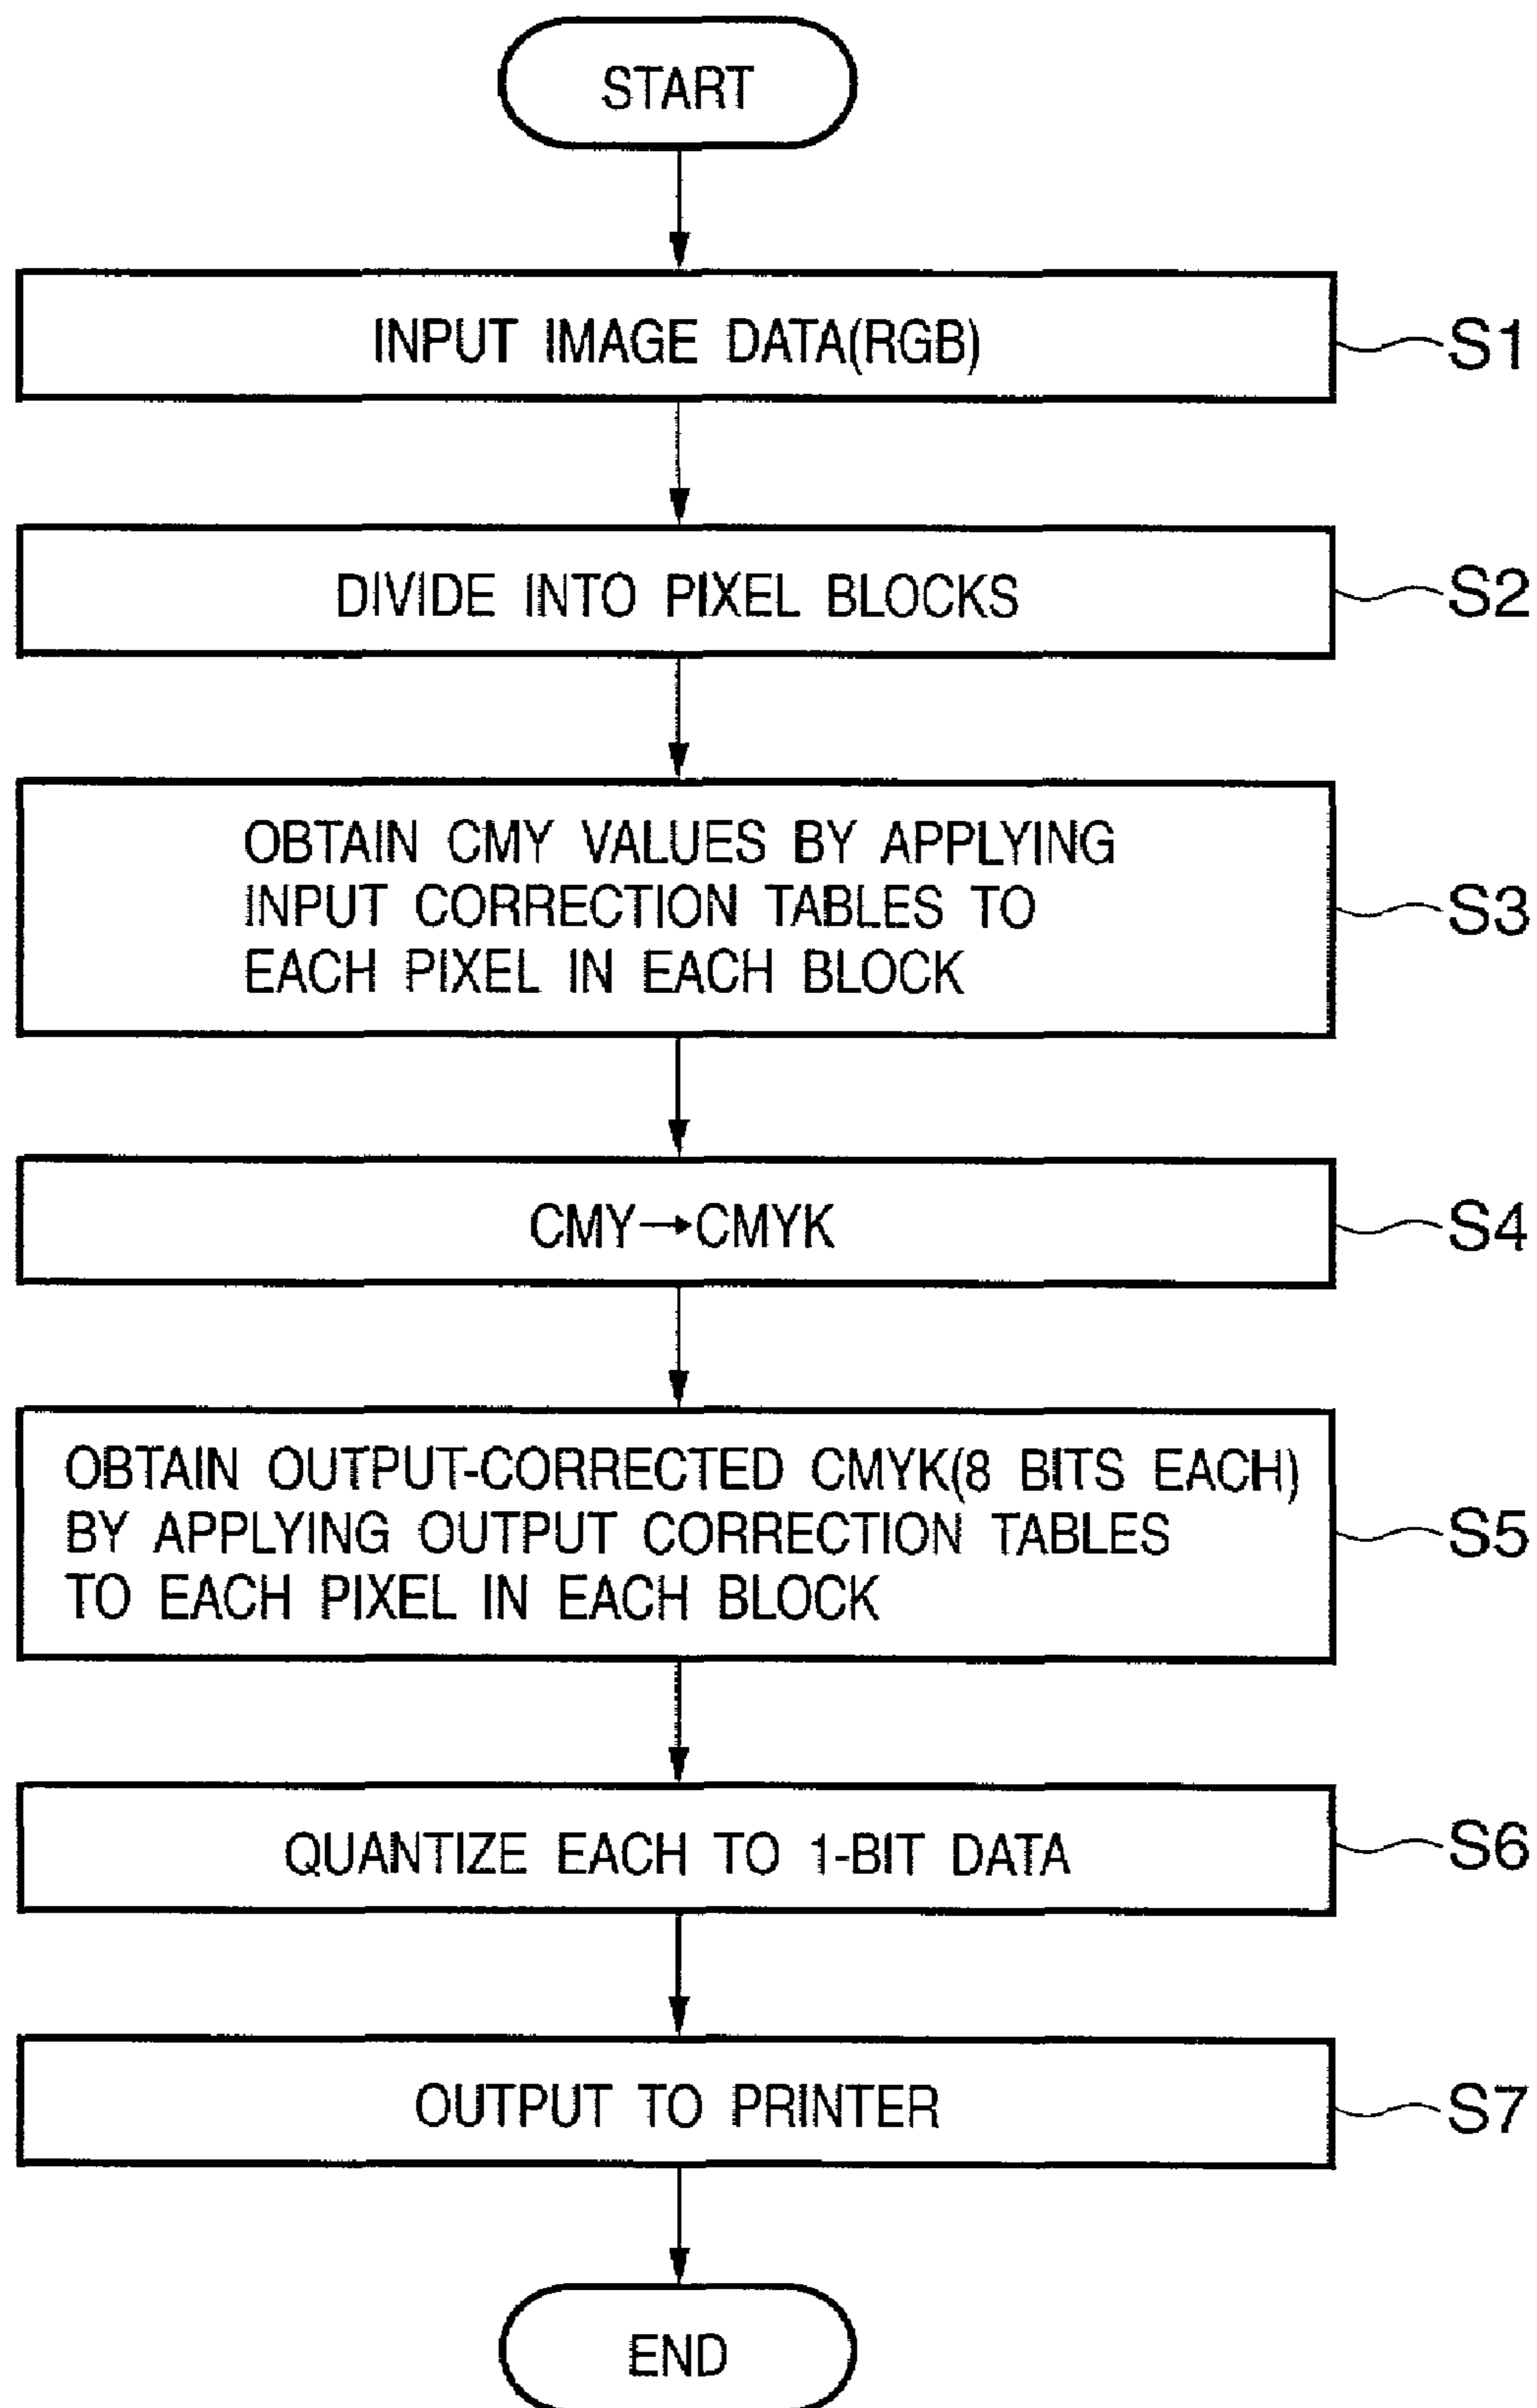 START
INPUT IMAGE DATA(RGB)
S1
DIVIDE INTO PIXEL BLOCKS
S2
OBTAIN CMY VALUES BY APPLYING
INPUT CORRECTION TABLES TO
EACH PIXEL IN EACH BLOCK
S3
CMY→CMYK
S4
OBTAIN OUTPUT-CORRECTED CMYK(8 BITS EACH)
BY APPLYING OUTPUT CORRECTION TABLES
TO EACH PIXEL IN EACH BLOCK
S5
QUANTIZE EACH TO 1-BIT DATA
S6
OUTPUT TO PRINTER
S7
END